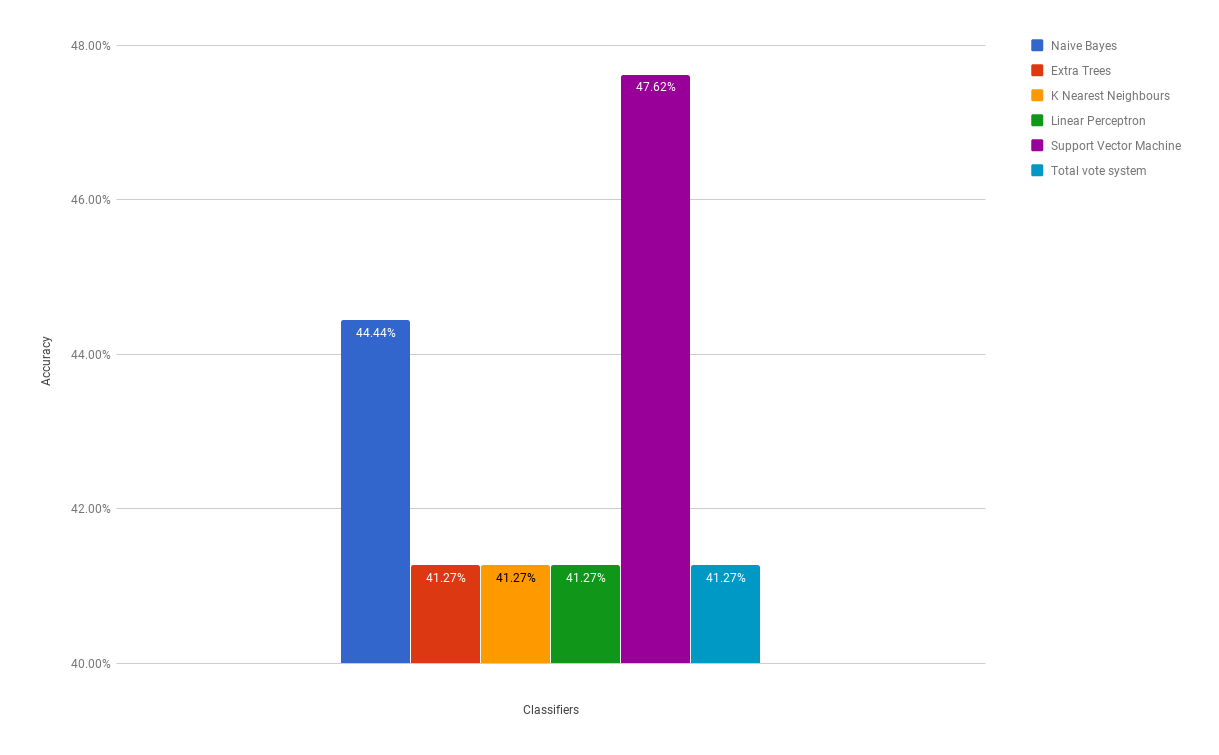 48.00%
46.00%
44.00%
42.00%
40.00%
Accuracy
44.44%
41.27%
41.27%
41.27%
47.62%
41.27%
Classifiers
Naive Bayes
Extra Trees
K Nearest Neighbours
Linear Perceptron
Support Vector Machine
Total vote system